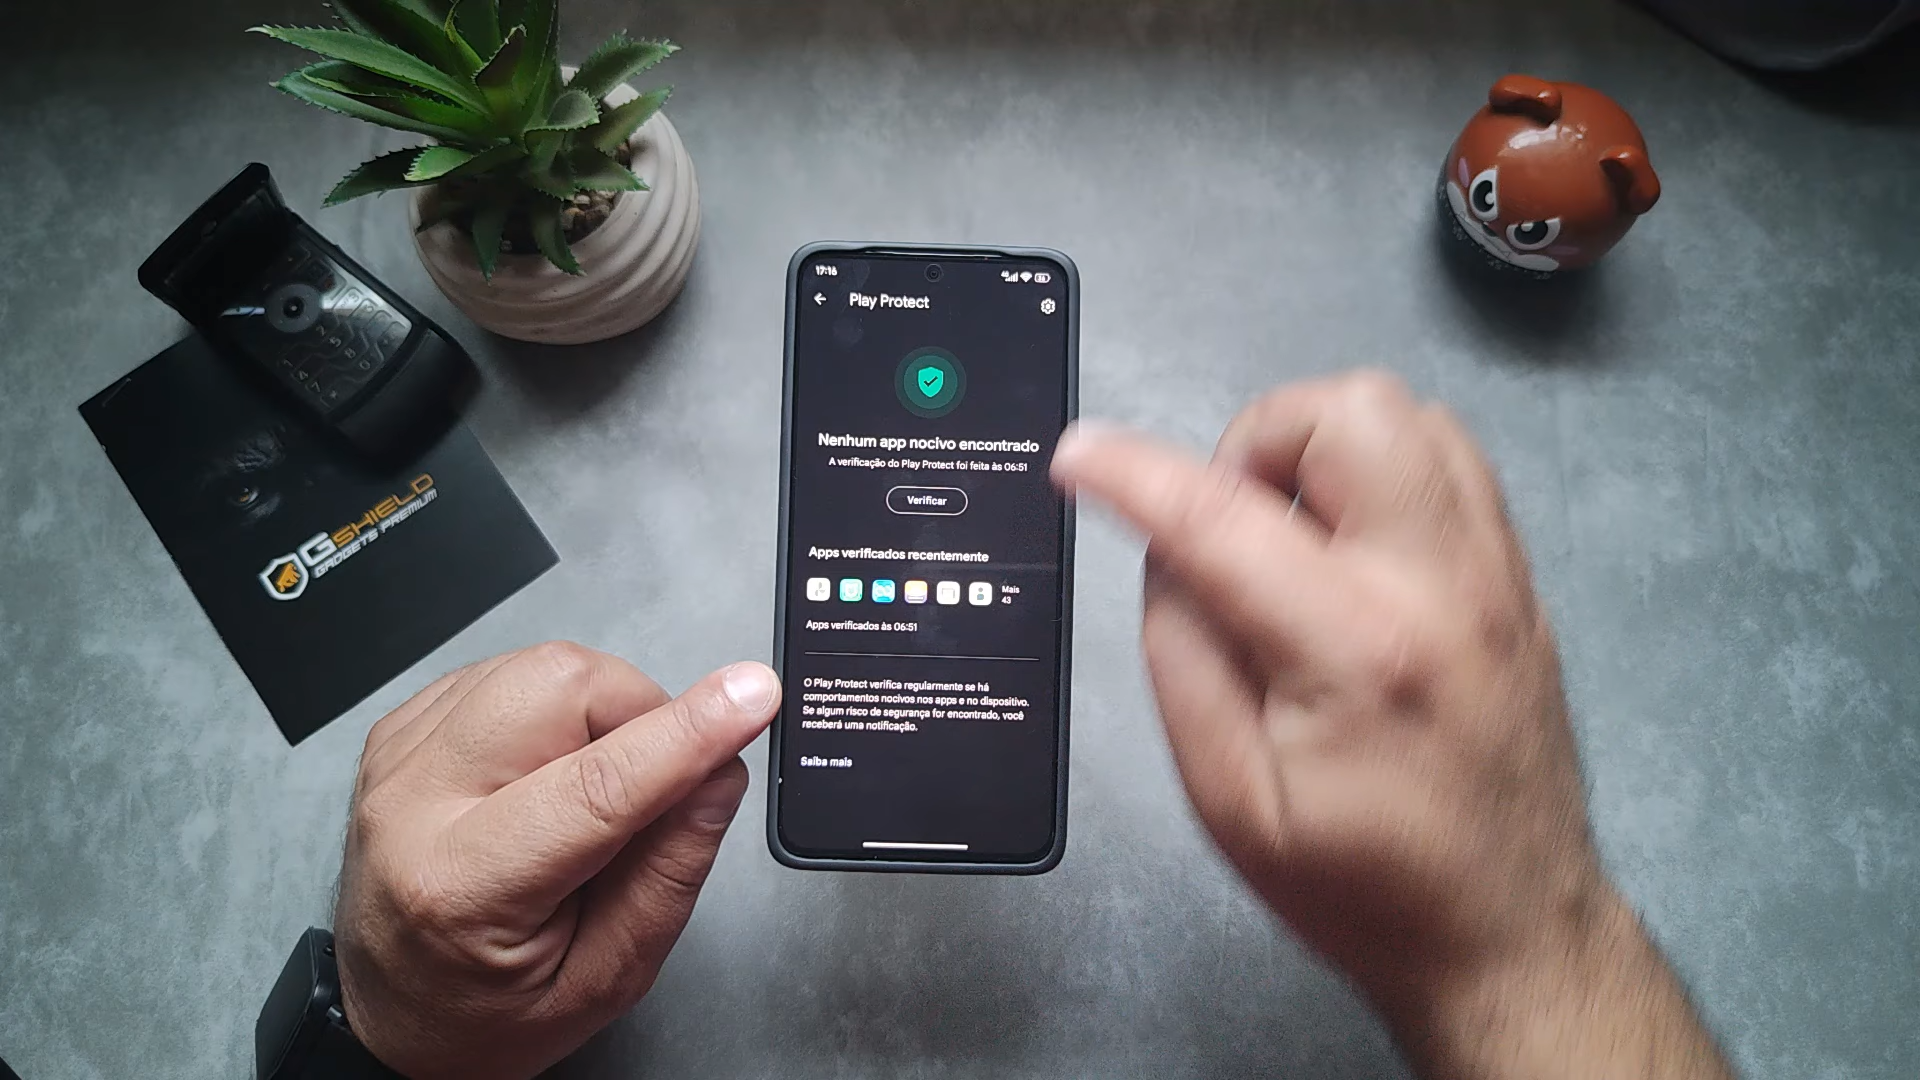 17:16
Play Protect
Nenhum app nocivo encontrado
A verificação do Play Protect foi feita às 06:51
Verificar
Apps verificados recentemente
Mais
43
Apps verificados às 06:51
O Play Protect verifica regularmente se há
comportamentos nocivos nos apps e no dispositivo.
Se algum risco de segurança for encontrado, você
receberá uma notificação.
Saiba mais
GSHIELD
GADGETS PREMIUM